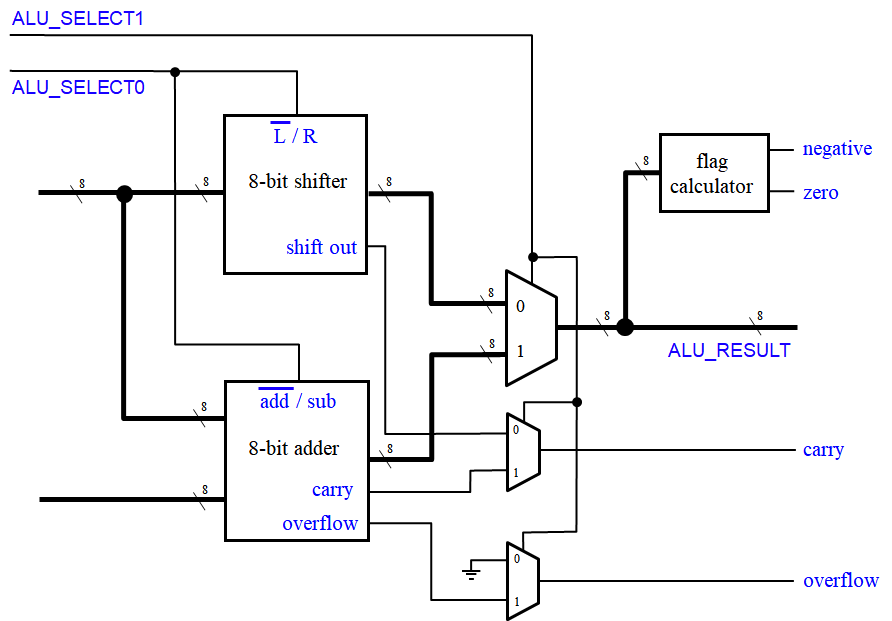 ALU_SELECT1
ALU_SELECT0
L / R
8-bit shifter
shift out
8
8
8
8
8
0
1
8
8
8
flag
calculator
negative
zero
ALU_RESULT
add / sub
8-bit adder
carry
overflow
8
8
8
0
1
carry
0
1
overflow